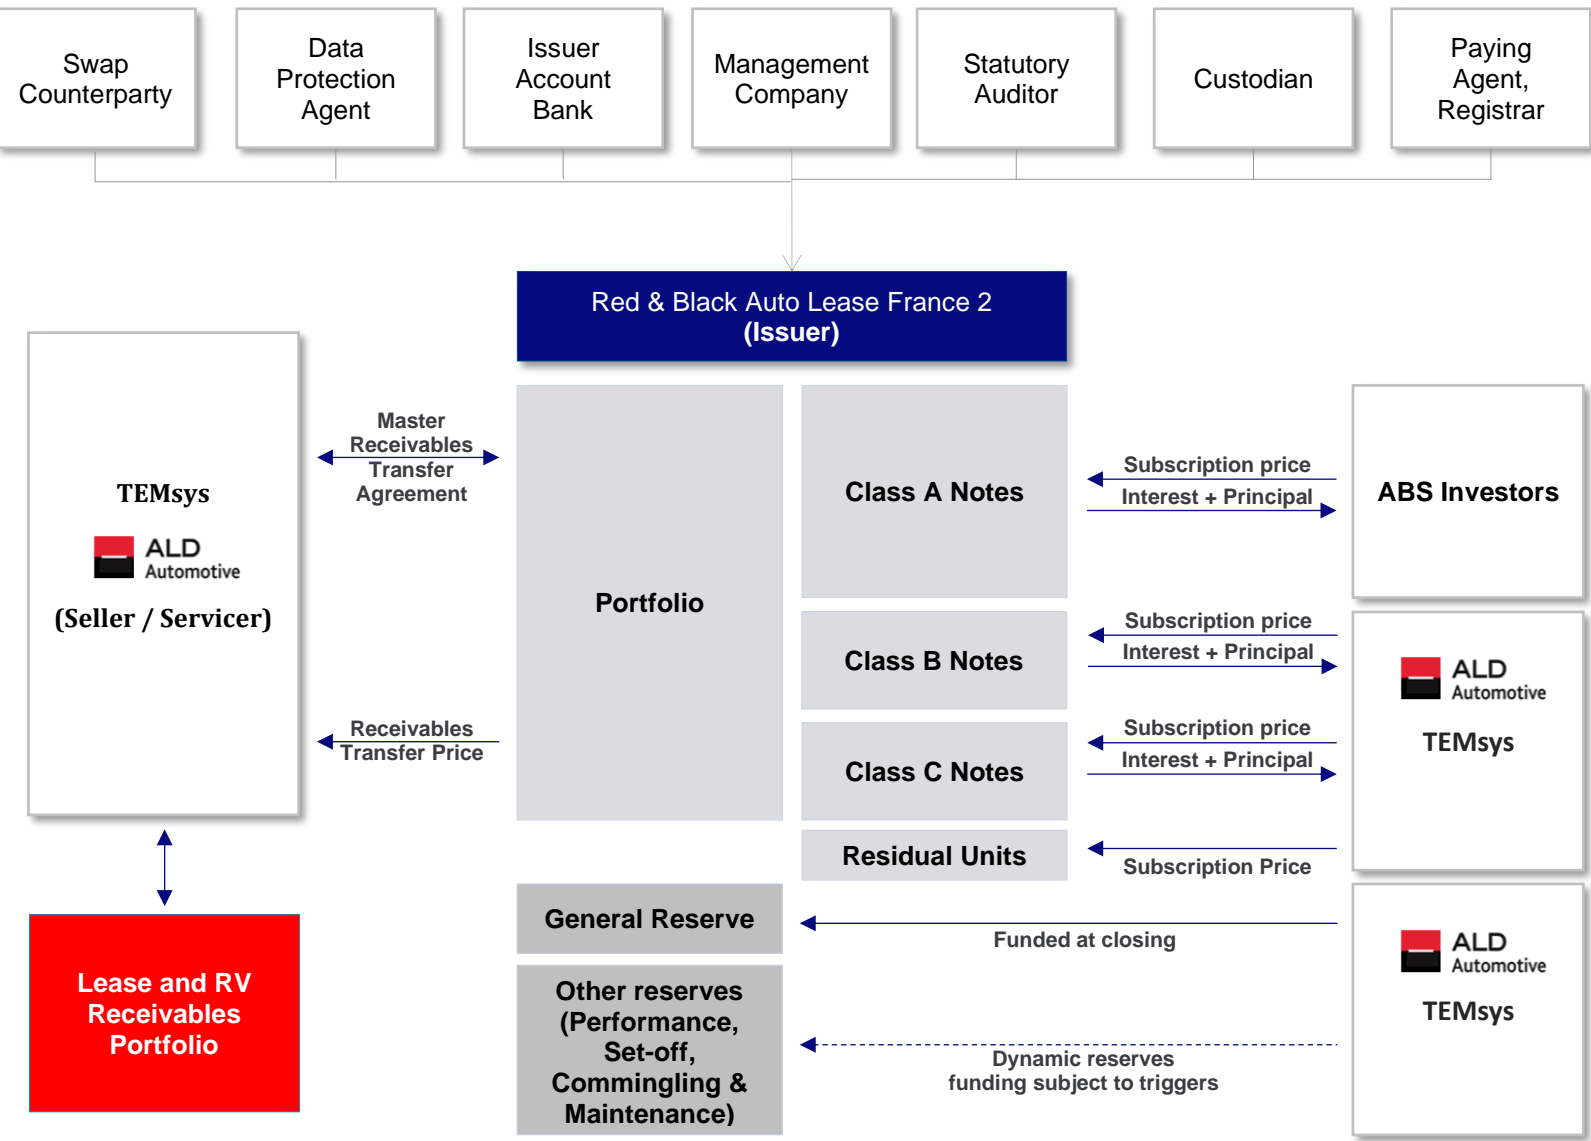 Swap
Counterparty
Data
Protection
Agent
Issuer
Account
Bank
Management
Company
Statutory
Auditor
Custodian
Paying
Agent,
Registrar
Red & Black Auto Lease France 2
(Issuer)
TEMsys
ALD
Automotive
(Seller / Servicer)
Master
Receivables
Transfer
Agreement
Receivables
Transfer Price
Lease and RV
Receivables
Portfolio
Portfolio
Class A Notes
Subscription price
Interest + Principal
ABS Investors
Class B Notes
Subscription price
Interest + Principal
Class C Notes
Subscription price
Interest + Principal
Residual Units
Subscription Price
ALD
Automotive
TEMsys
General Reserve
Funded at closing
Other reserves
(Performance,
Set-off,
Commingling &
Maintenance)
Dynamic reserves
funding subject to triggers
ALD
Automotive
TEMsys